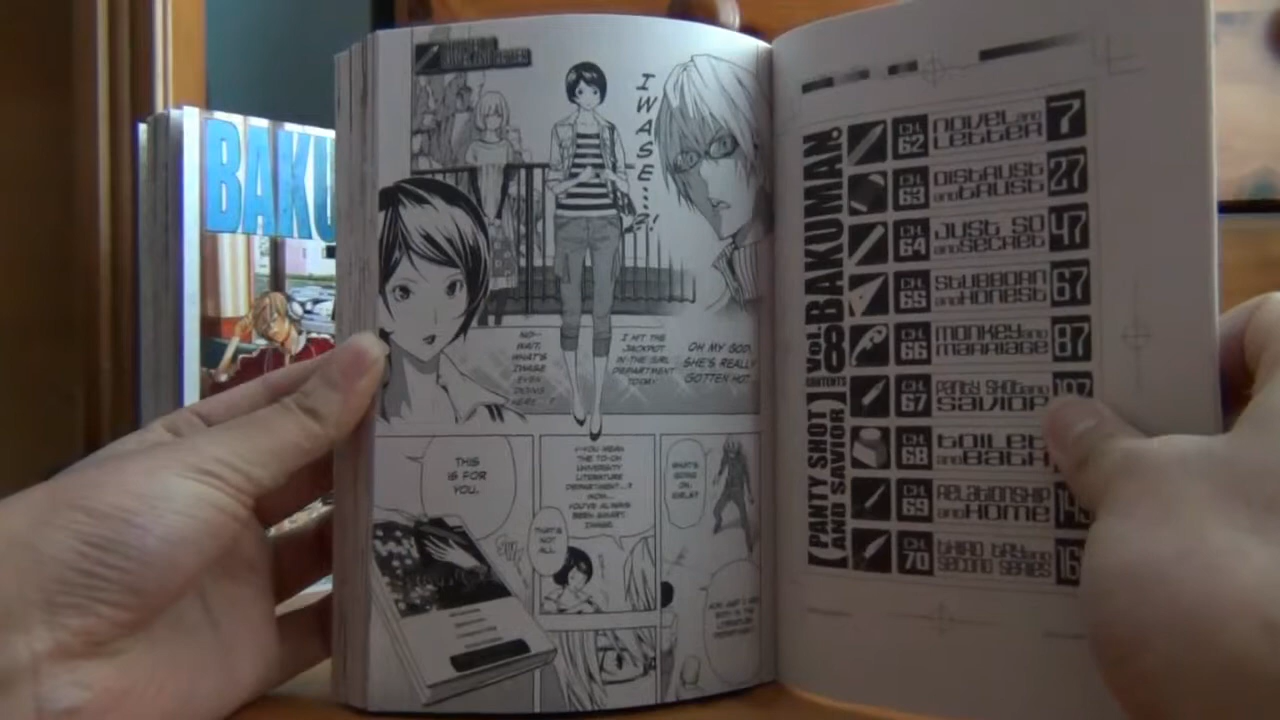 BAKU
I WASE...?!
NO--
WAIT,
WHAT'S
IWASE
EVEN
DOING
HERE...?
I HIT THE
JACKPOT
IN THE GIRL
DEPARTMENT
TODAY
OH MY GOD,
SHE'S REALLY
GOTTEN HOT...
THIS
IS FOR
YOU.
Y-YOU MEAN
THE TO-OH
UNIVERSITY
LITERATURE
DEPARTMENT...?
WOW...
YOU'VE ALWAYS
BEEN SMART,
IWASE.
THAT'S
NOT
ALL.
WHAT'S
GOING
ON,
BAKUMAN.
VOL. 8
CONTENTS
(PANTY SHOT
AND SAVIOR)
CH. 62 NOVEL and LETTER 7
CH. 63 DISTRUST and TRUST 27
CH. 64 JUST SO and SECRET 47
CH. 65 STUBBORN and HONEST 67
CH. 66 MONKEY and MARRIAGE 87
CH. 67 PANTY SHOT and SAVIOR 107
CH. 68 TOILET and BATH
CH. 69 RELATIONSHIP and HOME 14
CH. 70 THIRD TRY and SECOND SERIES 16